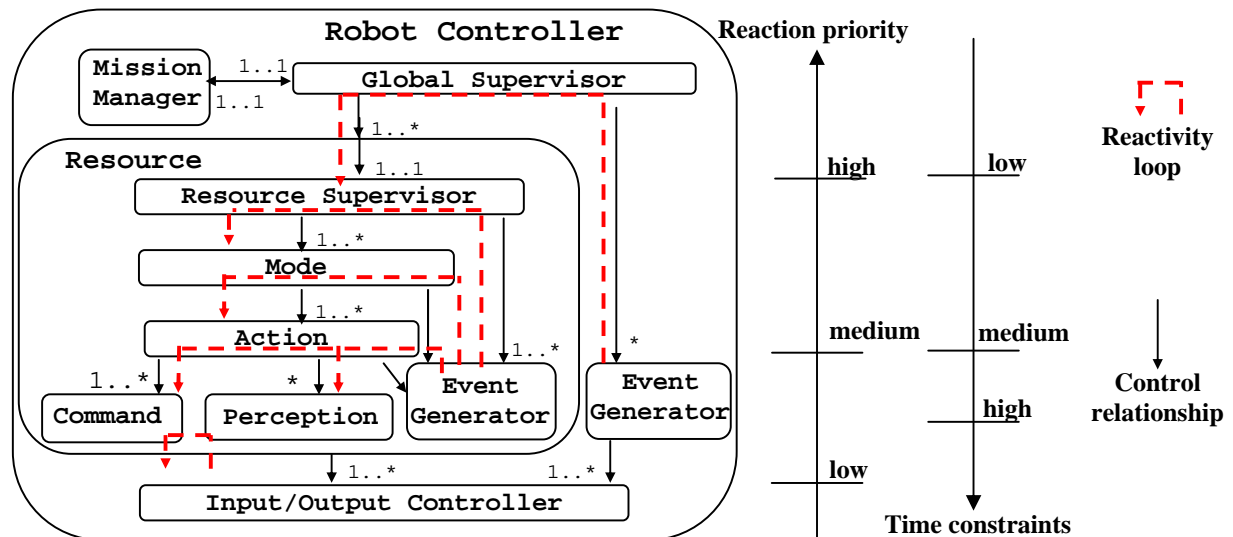 Robot Controller
Mission
Manager
1..1
1..1
Global Supervisor
1..*
Resource
1..1
Resource Supervisor
1..*
Mode
1..*
Action
1..*
*
1..*
*
Command
Perception
Event
Generator
Event
Generator
1..*
1..*
Input/Output Controller
Reaction priority
high
medium
low
low
medium
high
Time constraints
Reactivity
loop
Control
relationship